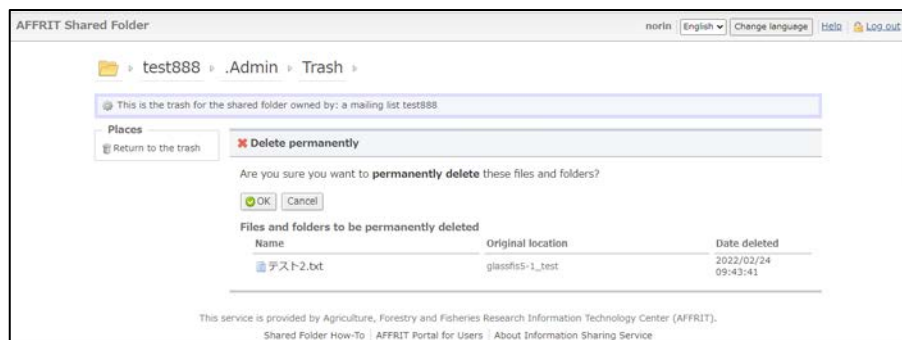 AFFRIT Shared Folder norin English Change language Help Log out
test888 .Admin Trash
This is the trash for the shared folder owned by: a mailing list test888
Places
Return to the trash
Delete permanently
Are you sure you want to permanently delete these files and folders?
OK Cancel
Files and folders to be permanently deleted
Name Original location Date deleted
テスト2.txt glassfis5-1_test 2022/02/24
09:43:41
This service is provided by Agriculture, Forestry and Fisheries Research Information Technology Center (AFFRIT).
Shared Folder How-To AFFRIT Portal for Users About Information Sharing Service